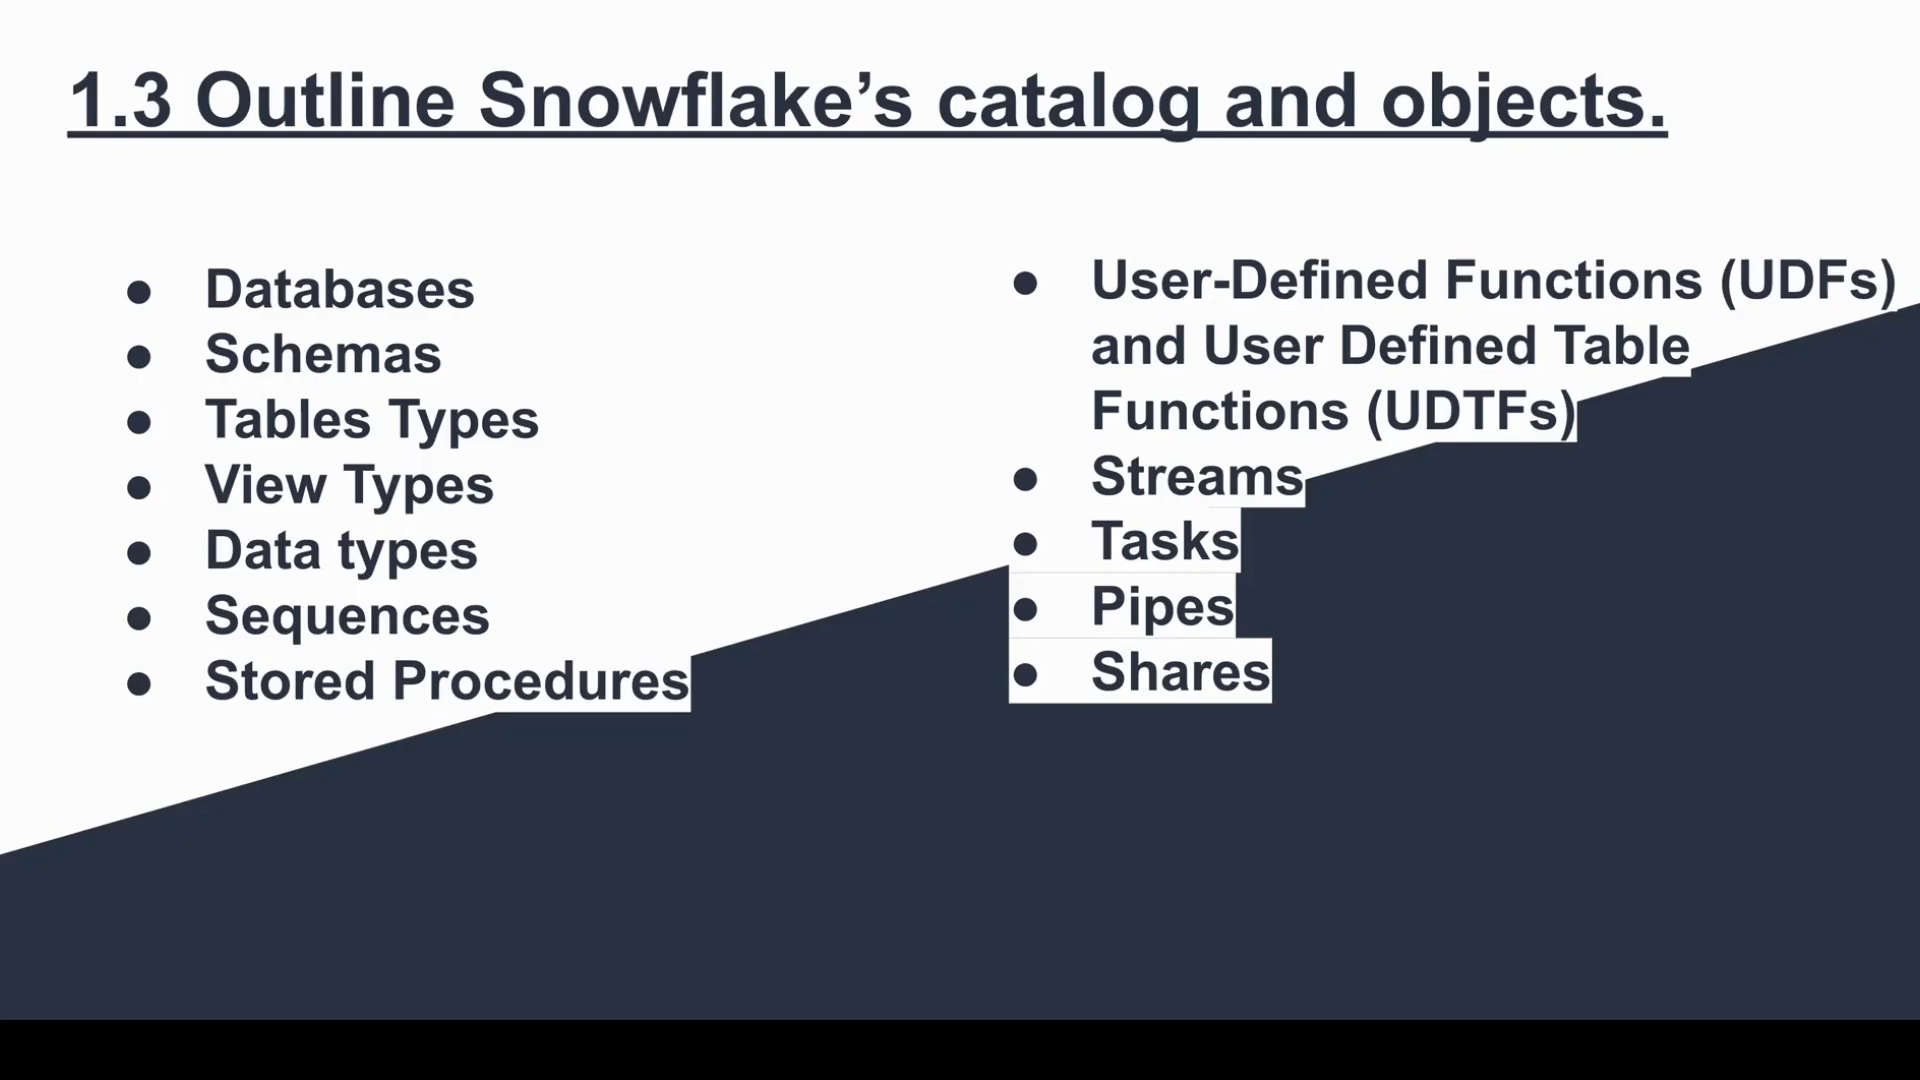 1.3 Outline Snowflake’s catalog and objects.
● Databases
● Schemas
● Tables Types
● View Types
● Data types
● Sequences
● Stored Procedures
● User-Defined Functions (UDFs)
and User Defined Table
Functions (UDTFs)
● Streams
● Tasks
● Pipes
● Shares